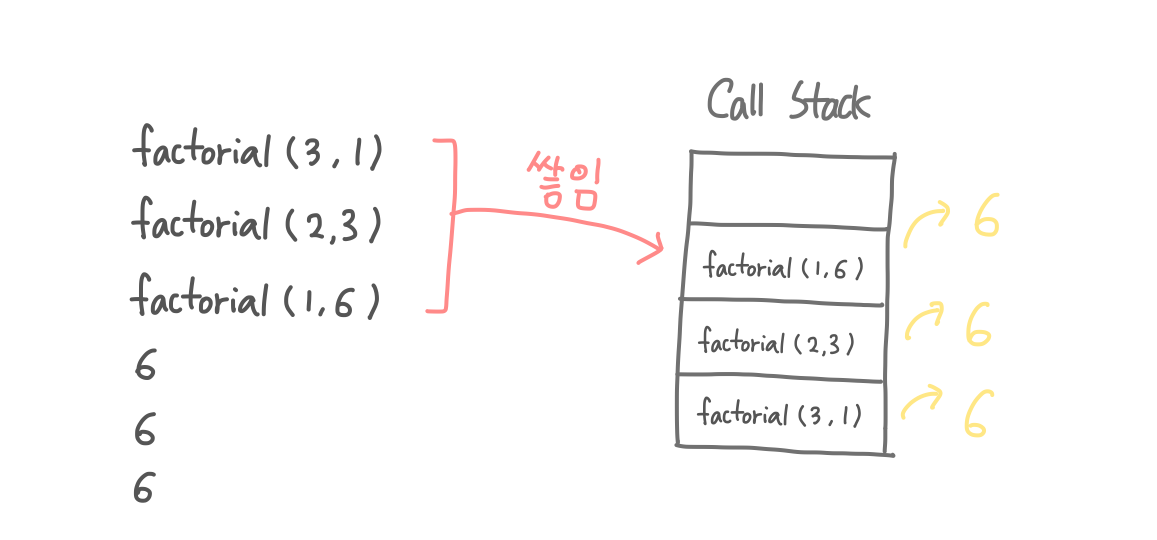 factorial (3, 1)
factorial (2,3)
factorial (1,6)
6
6
6
쌓임
Call Stack
factorial (1,6)
factorial (2,3)
factorial (3, 1)
6
6
6